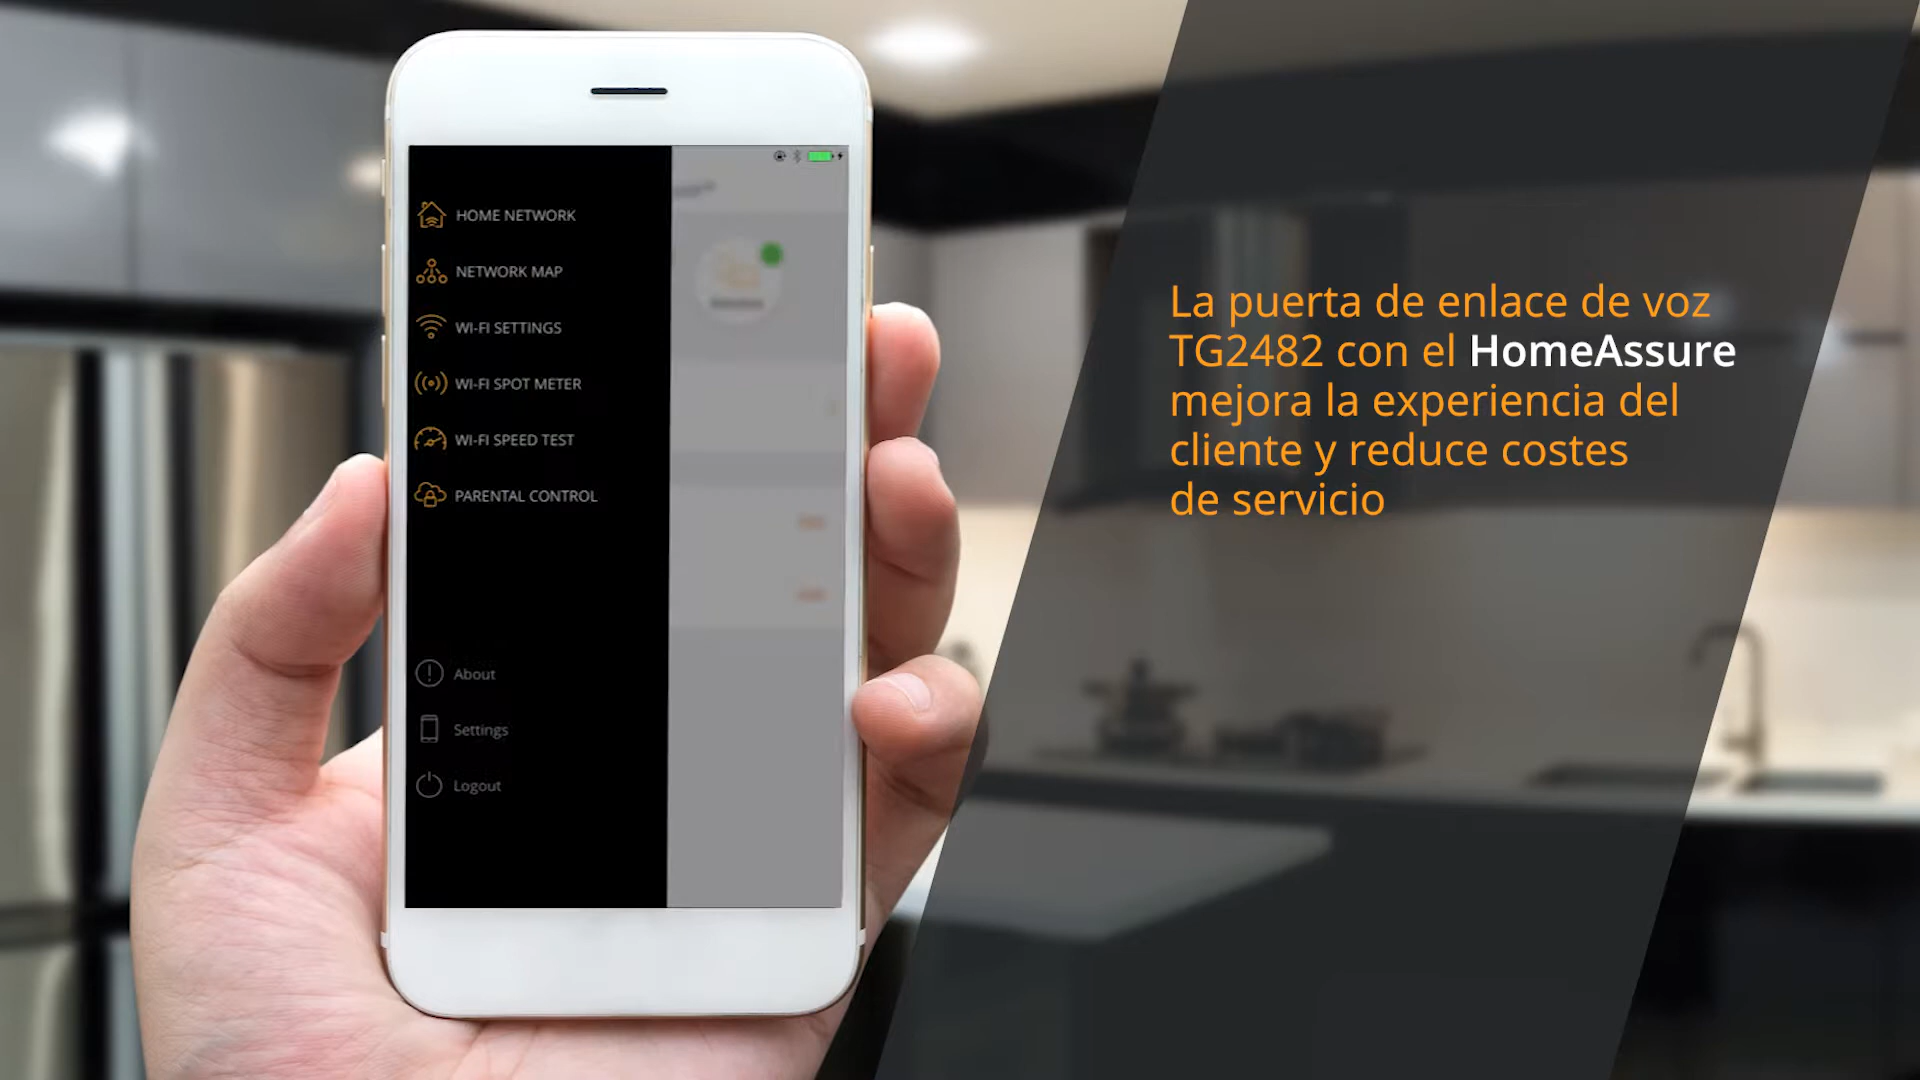 HOME NETWORK
NETWORK MAP
WI-FI SETTINGS
WI-FI SPOT METER
WI-FI SPEED TEST
PARENTAL CONTROL
About
Settings
Logout
La puerta de enlace de voz
TG2482 con el HomeAssure
mejora la experiencia del
cliente y reduce costes
de servicio